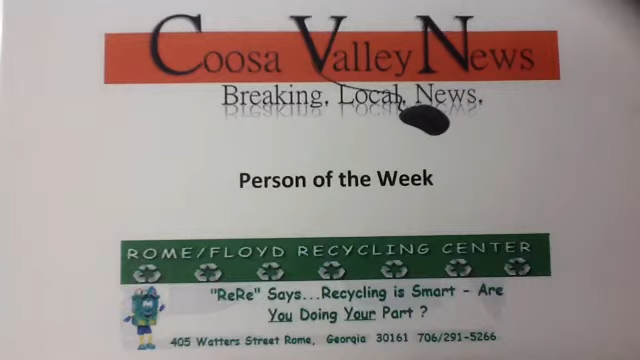 Coosa Valley News
Breaking. Local. News.
Person of the Week
ROME/FLOYD RECYCLING CENTER
"ReRe" Says...Recycling is Smart - Are
You Doing Your Part ?
405 Watters Street Rome, Georgia 30161 706/291-5266